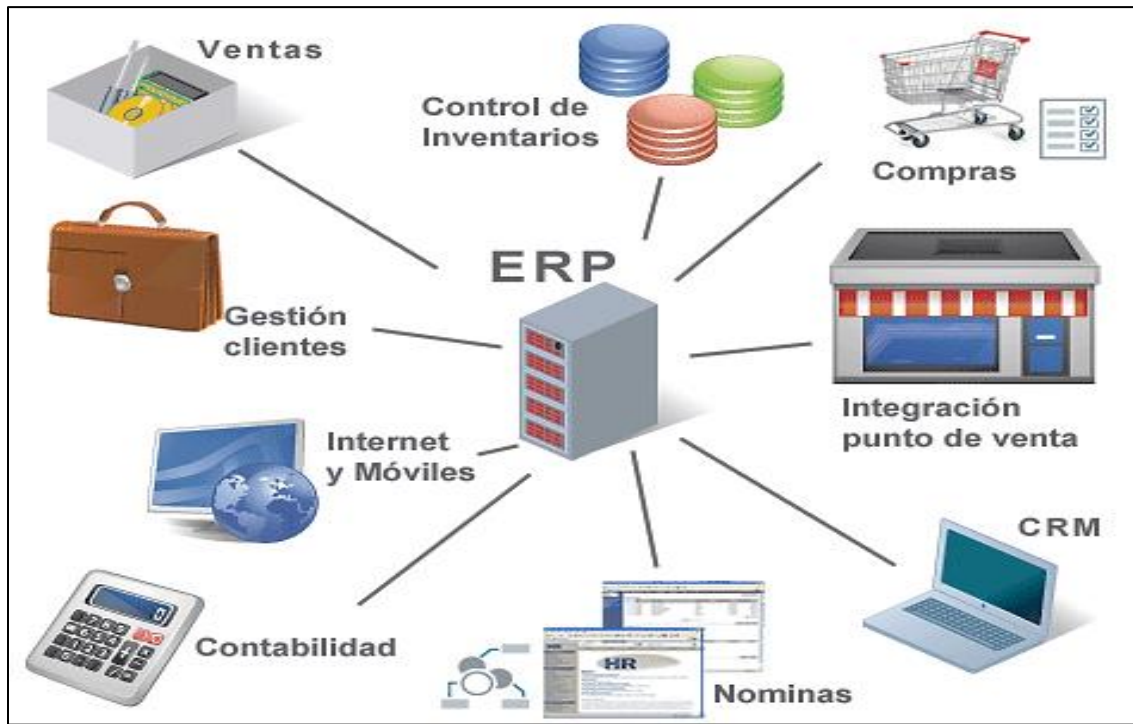 Ventas
Control de
Inventarios
Compras
ERP
Gestión
clientes
Integración
punto de venta
Internet
y Móviles
CRM
Contabilidad
HR
Nominas